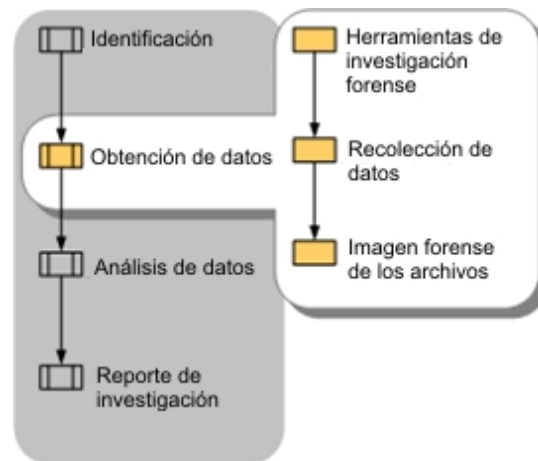 Identificación
Obtención de datos
Análisis de datos
Reporte de
investigación
Herramientas de
investigación
forense
Recolección de
datos
Imagen forense
de los archivos